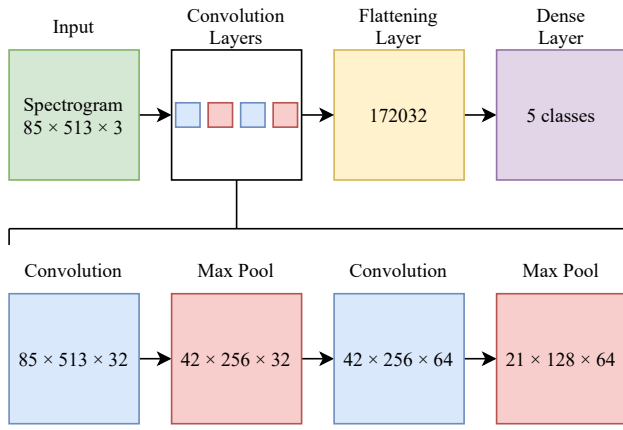 Input
Convolution
Layers
Flattening
Layer
Dense
Layer
Spectrogram
85 × 513 × 3
172032
5 classes
Convolution
Max Pool
Convolution
Max Pool
85 × 513 × 32
42 × 256 × 32
42 × 256 × 64
21 × 128 × 64